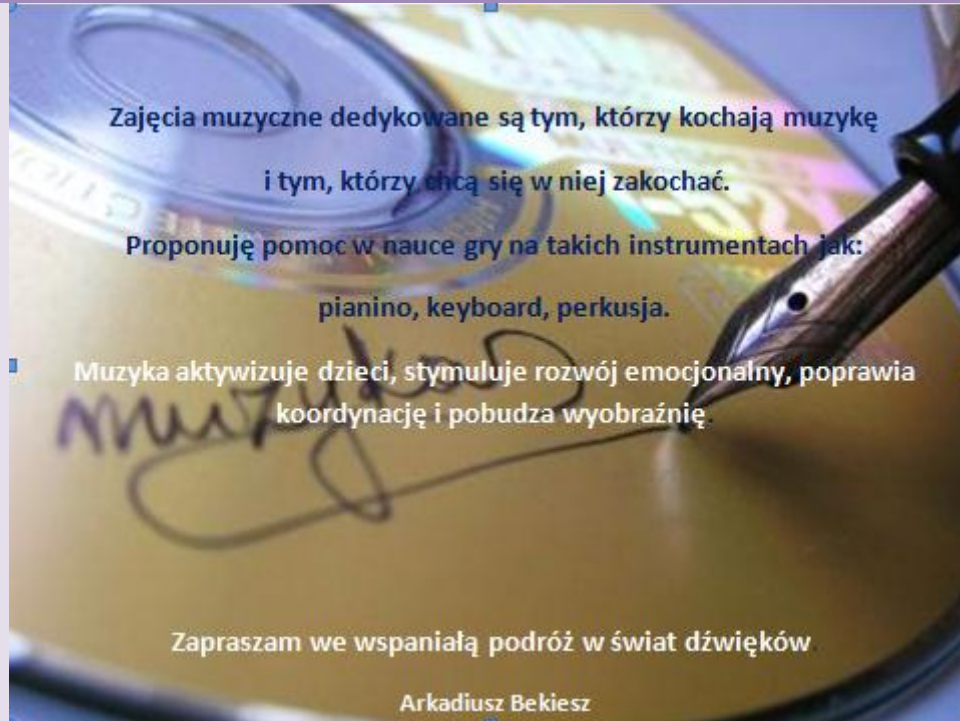 Zajęcia muzyczne dedykowane są tym, którzy kochają muzykę
i tym, którzy chcą się w niej zakochać.
Proponuję pomoc w nauce gry na takich instrumentach jak:
pianino, keyboard, perkusja.
Muzyka aktywizuje dzieci, stymuluje rozwój emocjonalny, poprawia
koordynację i pobudza wyobraźnię.
muzyka
Zapraszam we wspaniałą podróż w świat dźwięków.
Arkadiusz Bekiesz